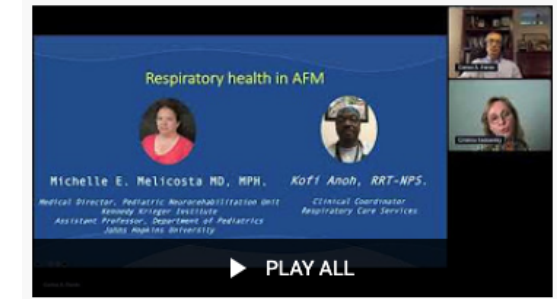 Respiratory health in AFM
Michelle E. Melicosta MD, MPH.
Medical Director, Pediatric Neurorehabilitation Unit
Kennedy Krieger Institute
Assistant Professor, Department of Pediatrics
Johns Hopkins University
Kofi Anoh, RRT-NPS.
Clinical Coordinator
Respiratory Care Services
PLAY ALL